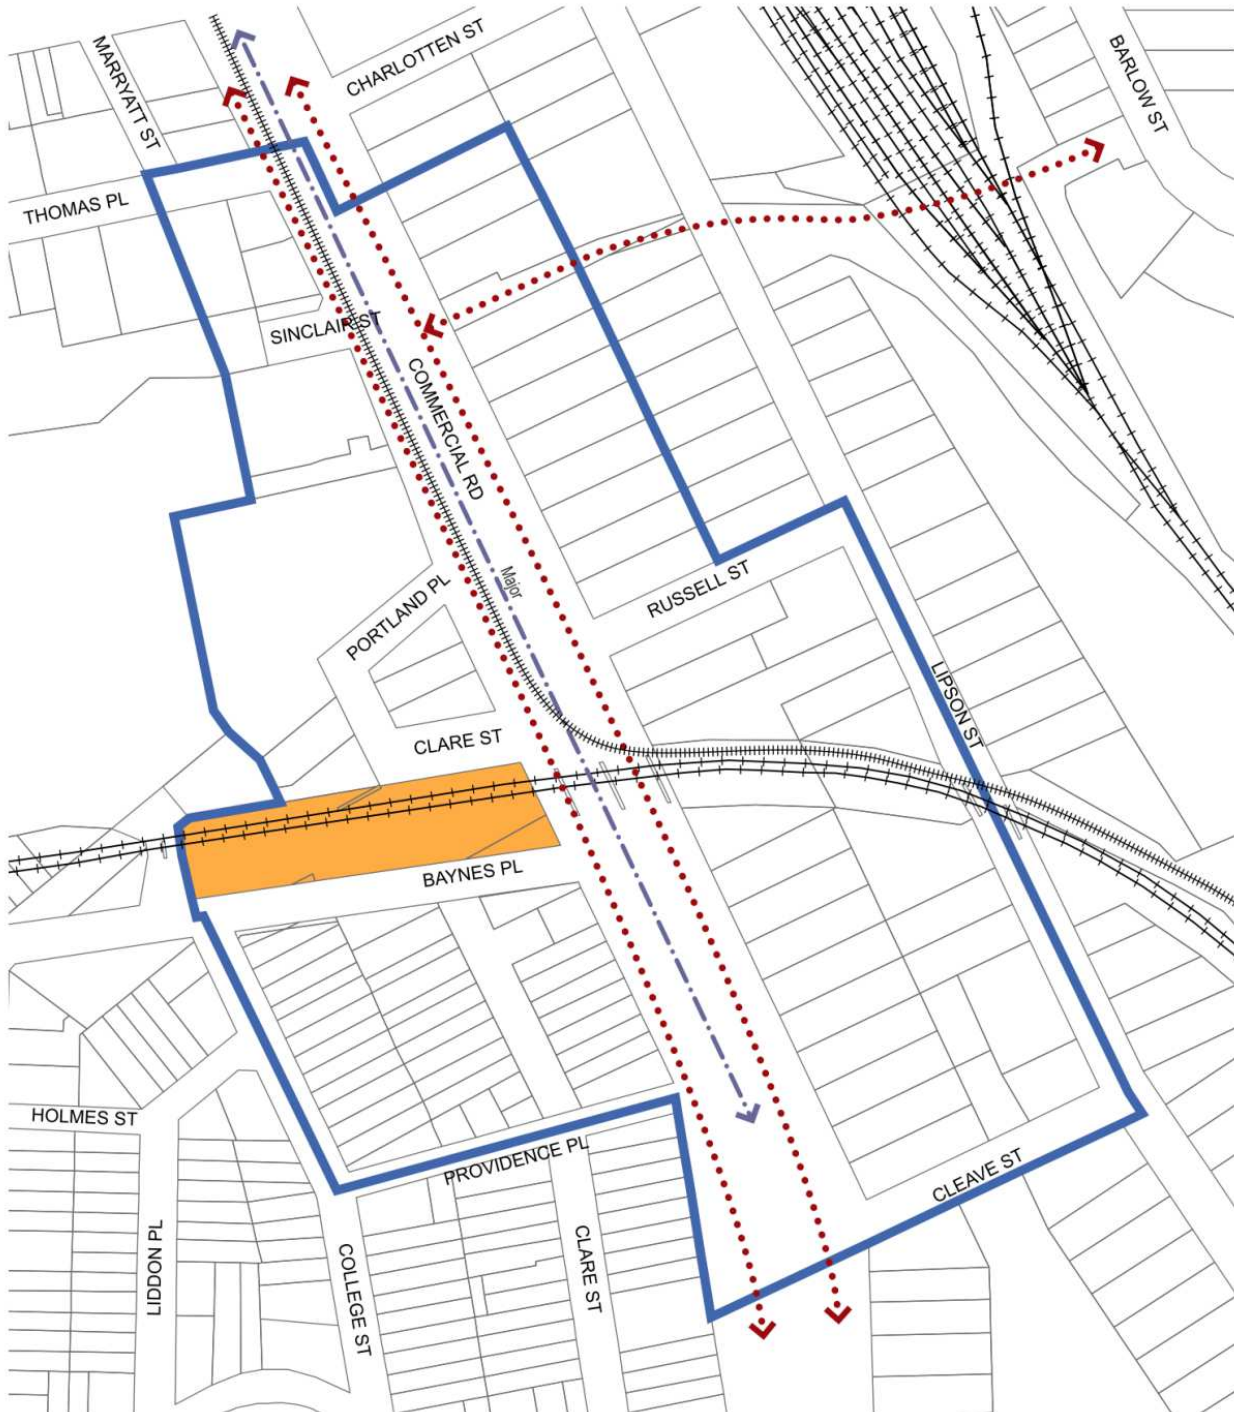 MARRYATT ST
CHARLOTTEN ST
BARLOW ST
THOMAS PL
SINCLAIR ST
COMMERCIAL RD
Major
PORTLAND PL
RUSSELL ST
LIPSON ST
CLARE ST
BAYNES PL
HOLMES ST
PROVIDENCE PL
CLEAVE ST
LIDDON PL
COLLEGE ST
CLARE ST